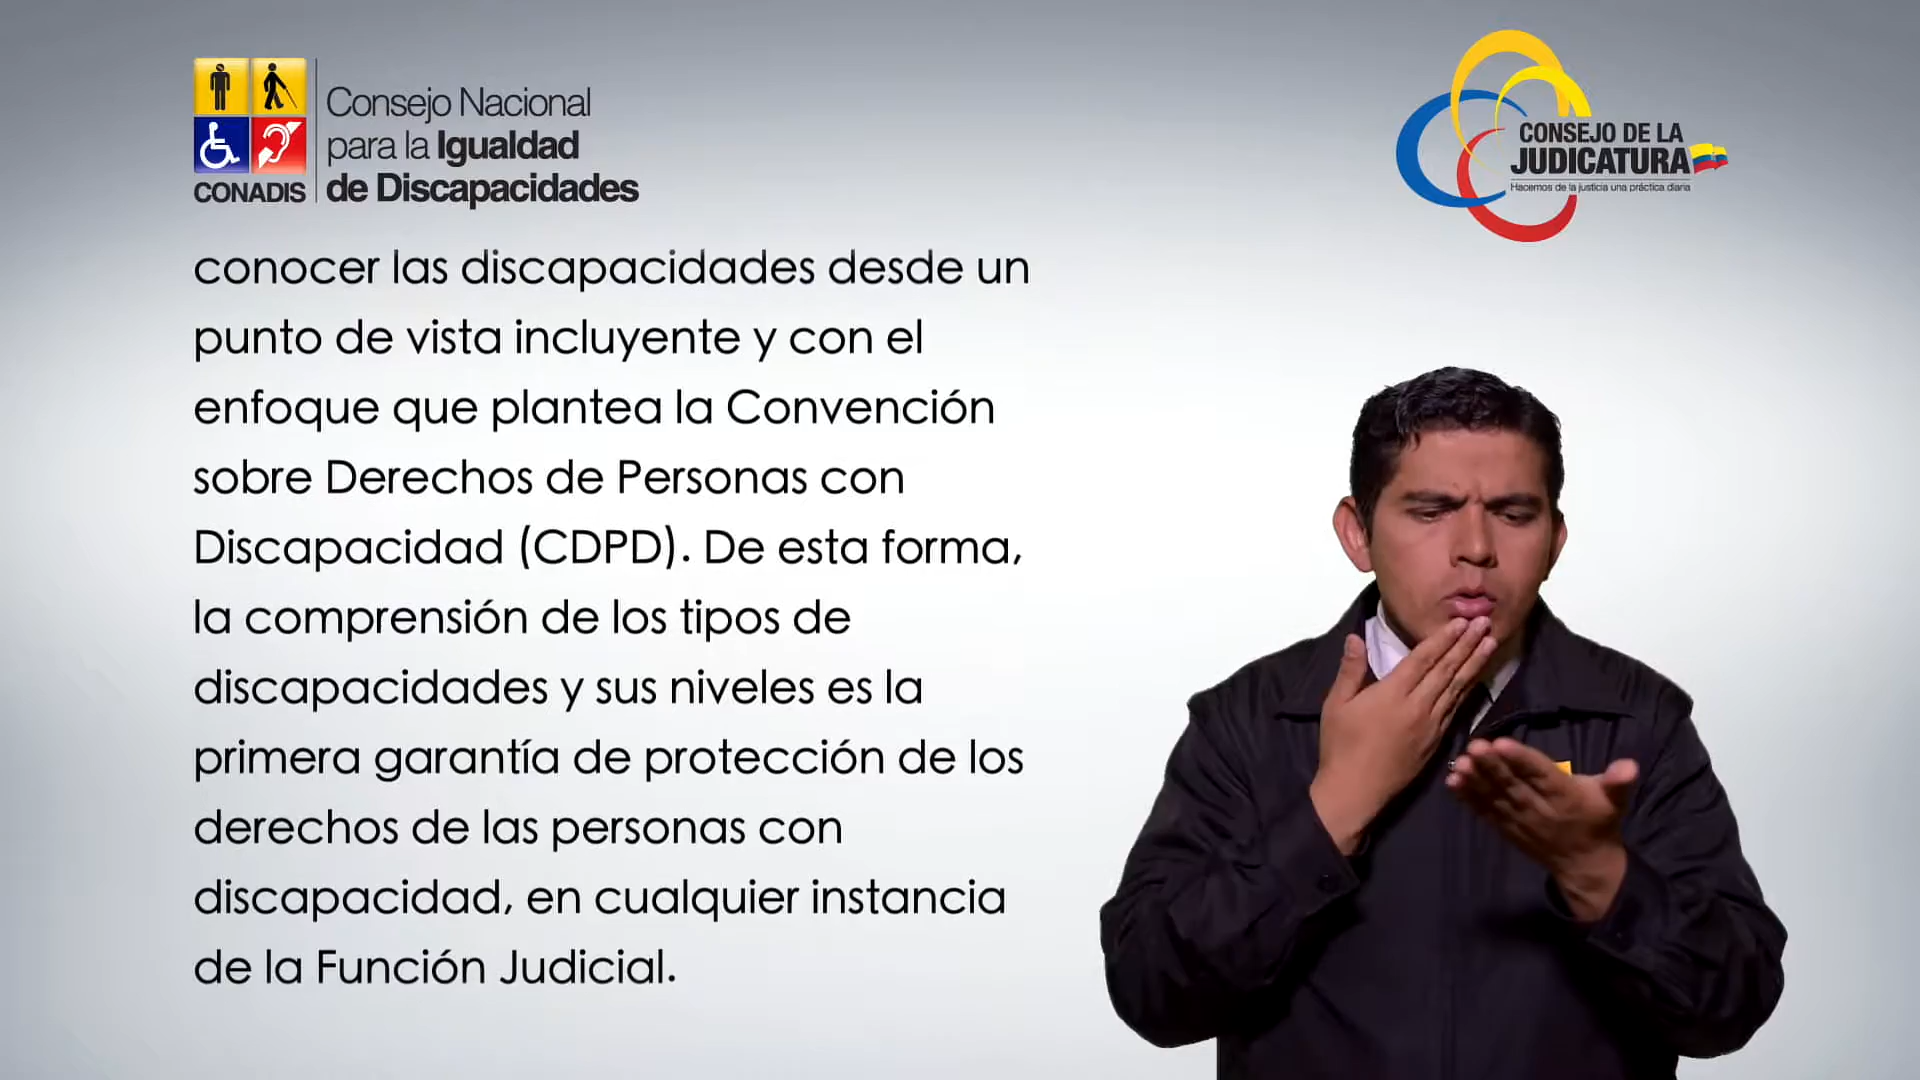 Consejo Nacional
para la Igualdad
de Discapacidades
CONADIS
CONSEJO DE LA
JUDICATURA
Hacemos de la justicia una práctica diaria
conocer las discapacidades desde un
punto de vista incluyente y con el
enfoque que plantea la Convención
sobre Derechos de Personas con
Discapacidad (CDPD). De esta forma,
la comprensión de los tipos de
discapacidades y sus niveles es la
primera garantía de protección de los
derechos de las personas con
discapacidad, en cualquier instancia
de la Función Judicial.